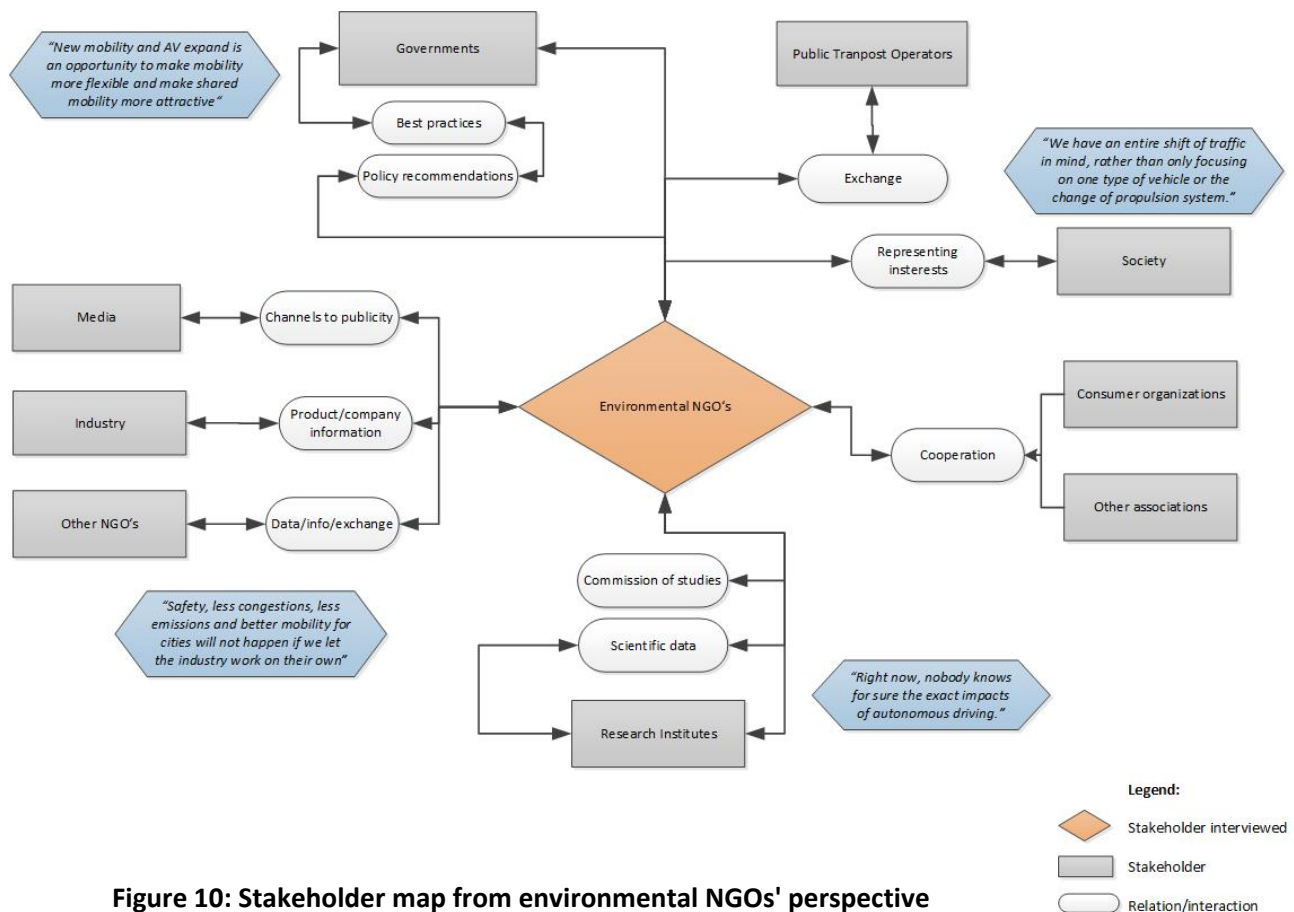 “New mobility and AV expand is
an opportunity to make mobility
more flexible and make shared
mobility more attractive“
Governments
Public Tranpost Operators
Best practices
Policy recommendations
Exchange
“We have an entire shift of traffic
in mind, rather than only focusing
on one type of vehicle or the
change of propulsion system.”
Representing
insterests
Society
Media
Channels to publicity
Industry
Product/company
information
Environmental NGO’s
Consumer organizations
Cooperation
Other associations
Other NGO’s
Data/info/exchange
Commission of studies
Scientific data
Research Institutes
“Safety, less congestions, less
emissions and better mobility for
cities will not happen if we let
the industry work on their own”
“Right now, nobody knows
for sure the exact impacts
of autonomous driving.”
Legend:
Stakeholder interviewed
Stakeholder
Relation/interaction
Figure 10: Stakeholder map from environmental NGOs' perspective